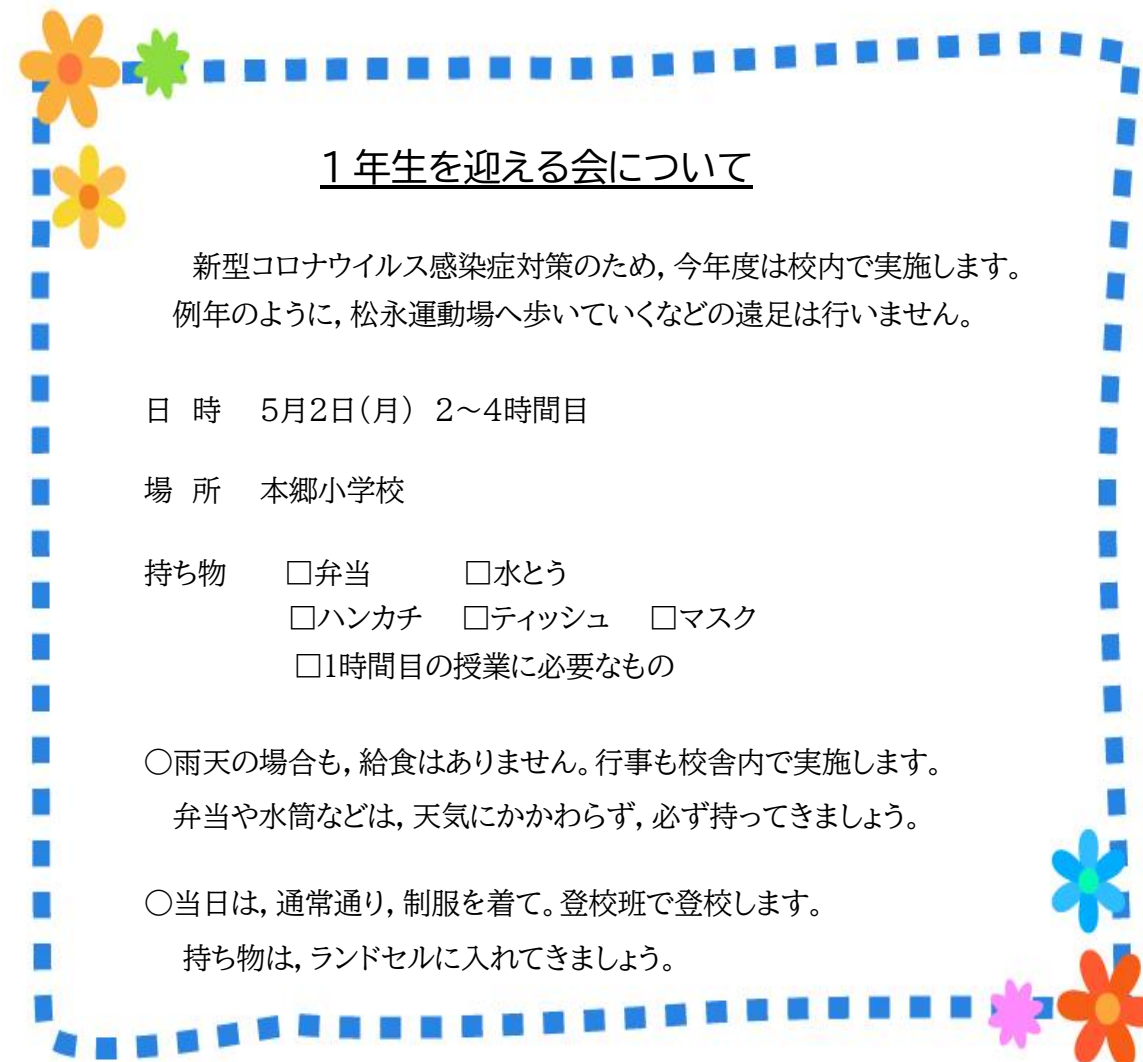 １年生を迎える会について
新型コロナウイルス感染症対策のため，今年度は校内で実施します。
例年のように，松永運動場へ歩いていくなどの遠足は行いません。
日　時　５月２日（月）　２～４時間目
場　所　本郷小学校
持ち物　□弁当　□水とう
□ハンカチ　□ティッシュ　□マスク
□1時間目の授業に必要なもの
○雨天の場合も，給食はありません。行事も校舎内で実施します。
弁当や水筒などは，天気にかかわらず，必ず持ってきましょう。
○当日は，通常通り，制服を着て。登校班で登校します。
持ち物は，ランドセルに入れてきましょう。